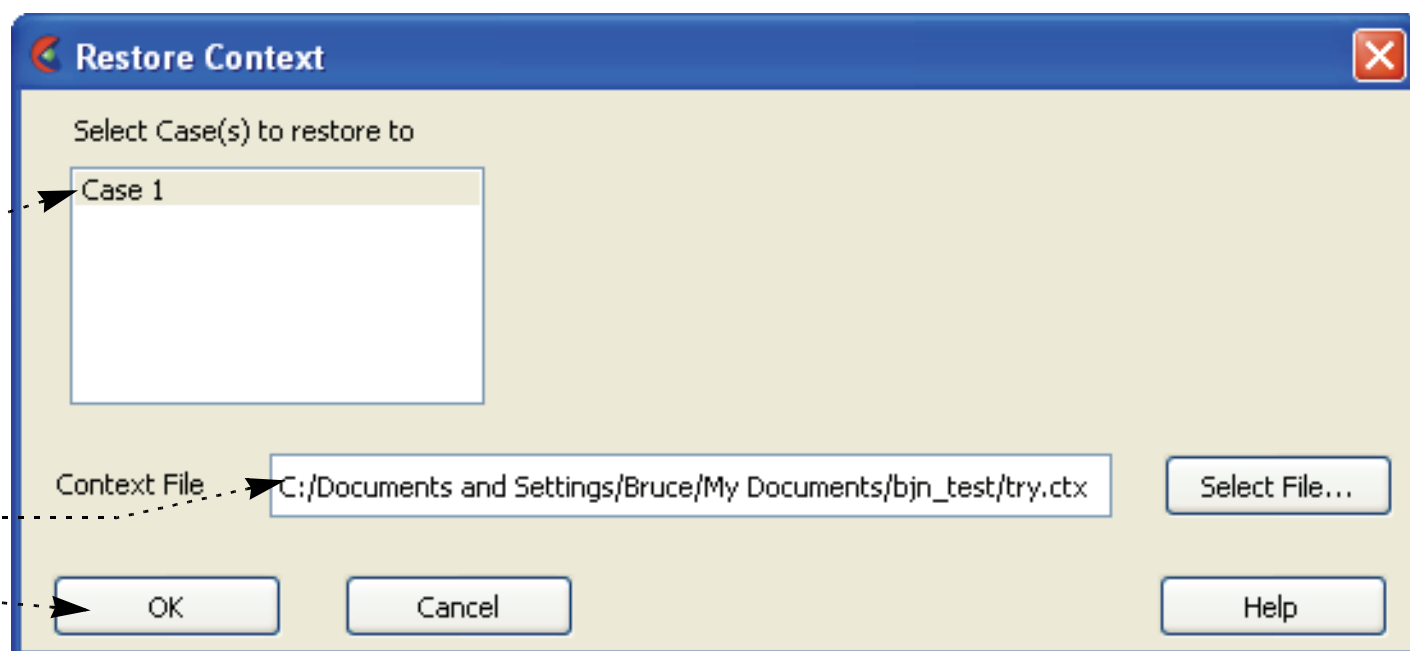 Restore Context
Select Case(s) to restore to
Case 1
Context File C:/Documents and Settings/Bruce/My Documents/bjn_test/try.ctx Select File...
OK Cancel Help